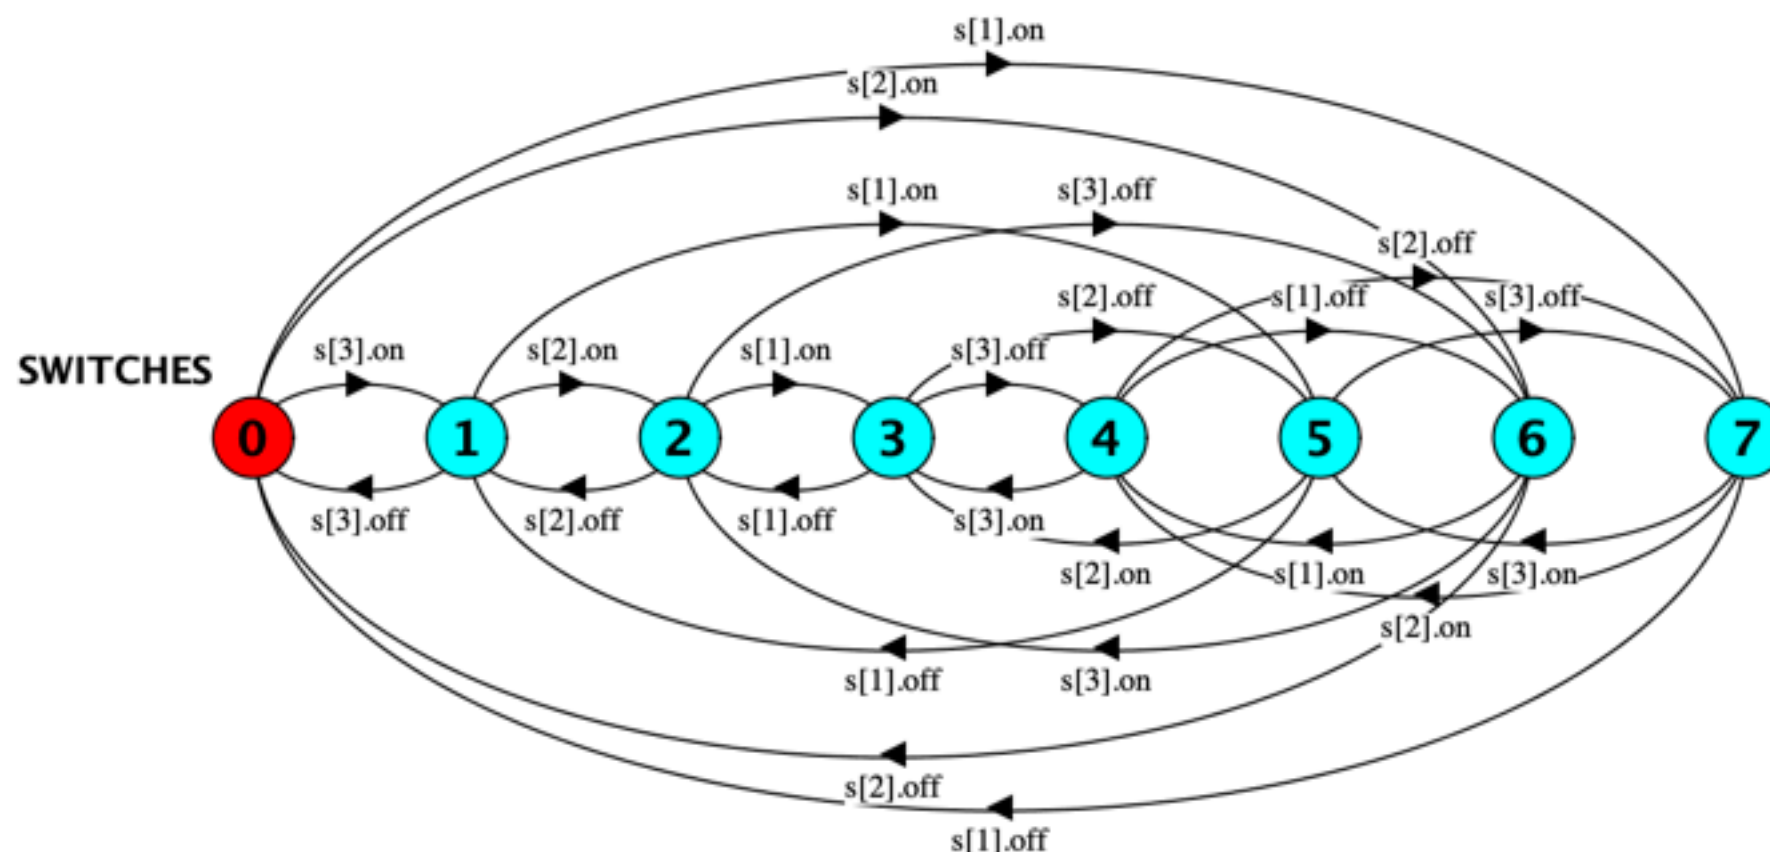 s[1].on
s[2].on
s[1].on s[3].off
s[2].off
s[2].off s[1].off s[3].off
s[3].on s[2].on s[1].on s[3].off
SWITCHES
0 1 2 3 4 5 6 7
s[3].off s[2].off s[1].off s[3].on
s[2].on s[1].on s[3].on
s[2].on
s[1].off s[3].on
s[2].off
s[1].off